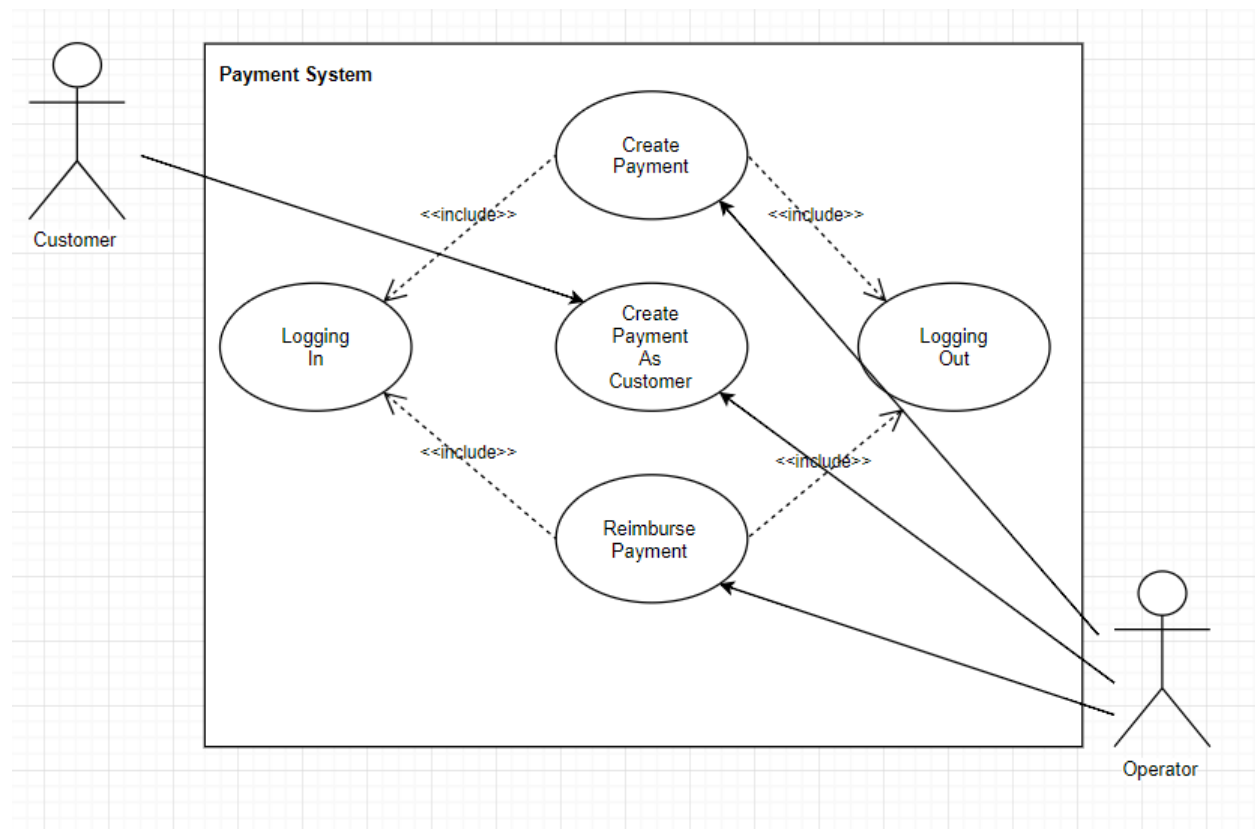 Payment System
Create
Payment
<<include>>
<<include>>
Customer
Logging
In
Create
Payment
As
Customer
Logging
Out
<<include>>
<<include>>
Reimburse
Payment
Operator